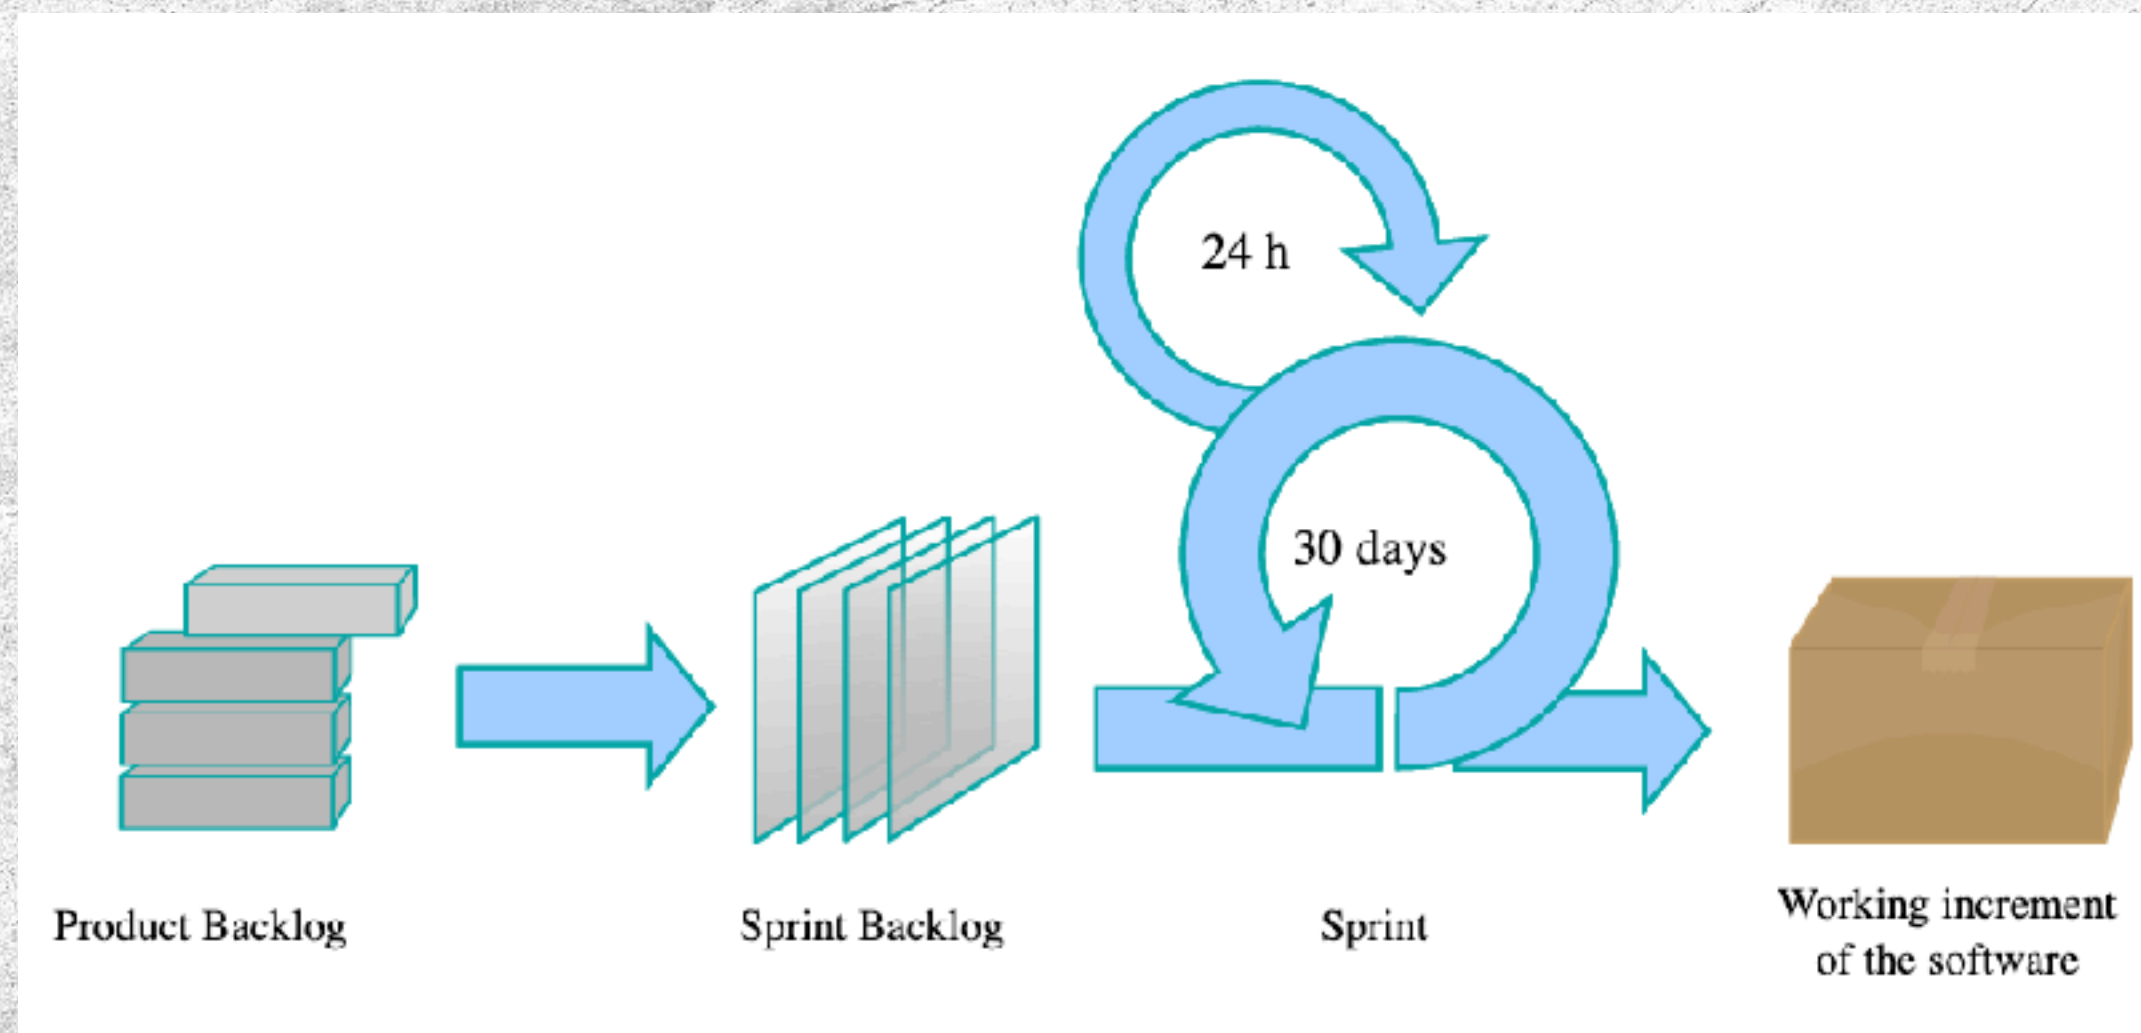 24 h
30 days
Product Backlog
Sprint Backlog
Sprint
Working increment
of the software